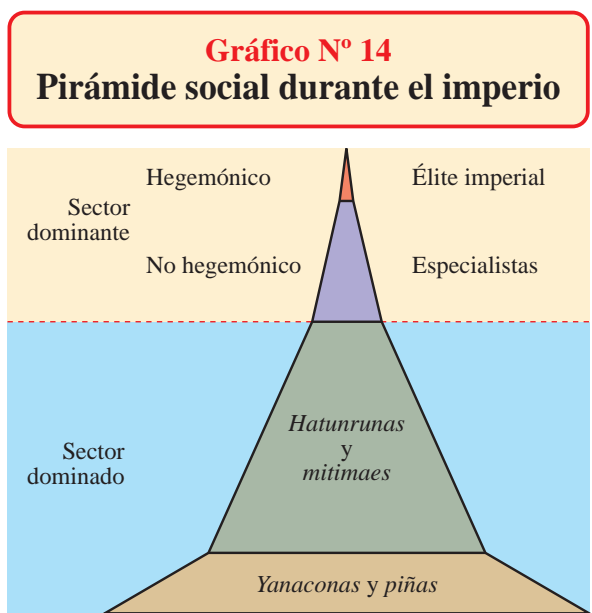 Gráfico Nº 14
Pirámide social durante el imperio
Hegemónico
Élite imperial
Sector
dominante
No hegemónico
Especialistas
Hatunrunas
y
mitimaes
Sector
dominado
Yanaconas y piñas